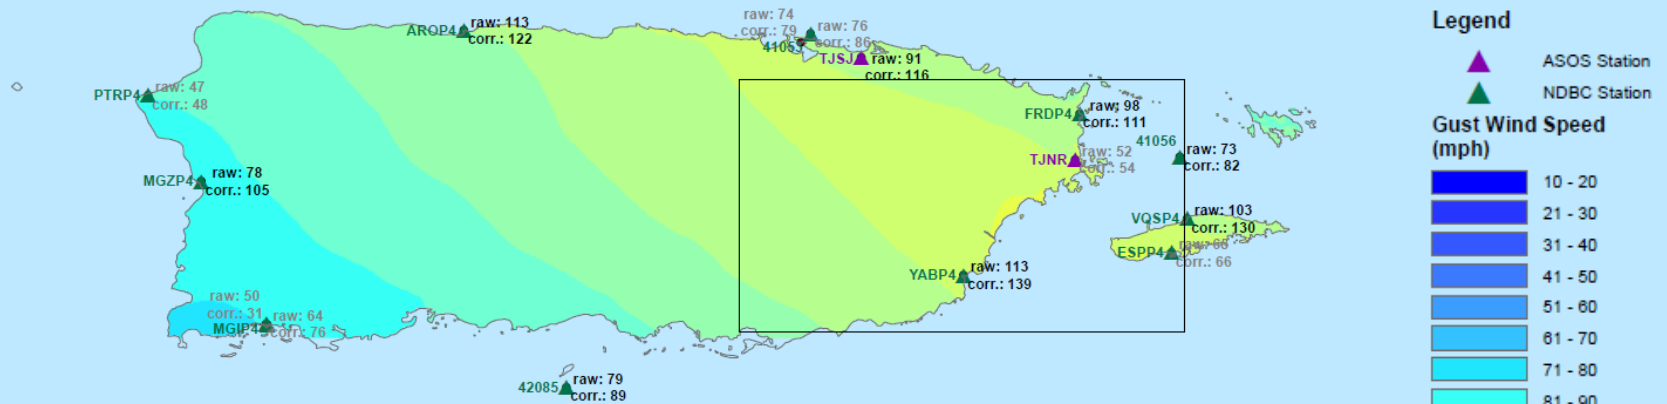 raw: 74
corr.: 79
raw: 76
corr.: 86
AROP4
raw: 113
corr.: 122
TJSJ
raw: 91
corr.: 116
PTRP4
raw: 47
corr.: 48
FRDP4
raw: 98
corr.: 111
41056
raw: 73
corr.: 82
TJNR
raw: 52
corr.: 54
MGZP4
raw: 78
corr.: 105
VQSP4
raw: 103
corr.: 130
ESPP4
corr.: 66
YABP4
raw: 113
corr.: 139
raw: 50
corr.: 31
MGIP4
raw: 64
corr.: 76
42085
raw: 79
corr.: 89
Legend
ASOS Station
NDBC Station
Gust Wind Speed
(mph)
10 - 20
21 - 30
31 - 40
41 - 50
51 - 60
61 - 70
71 - 80
81 - 90